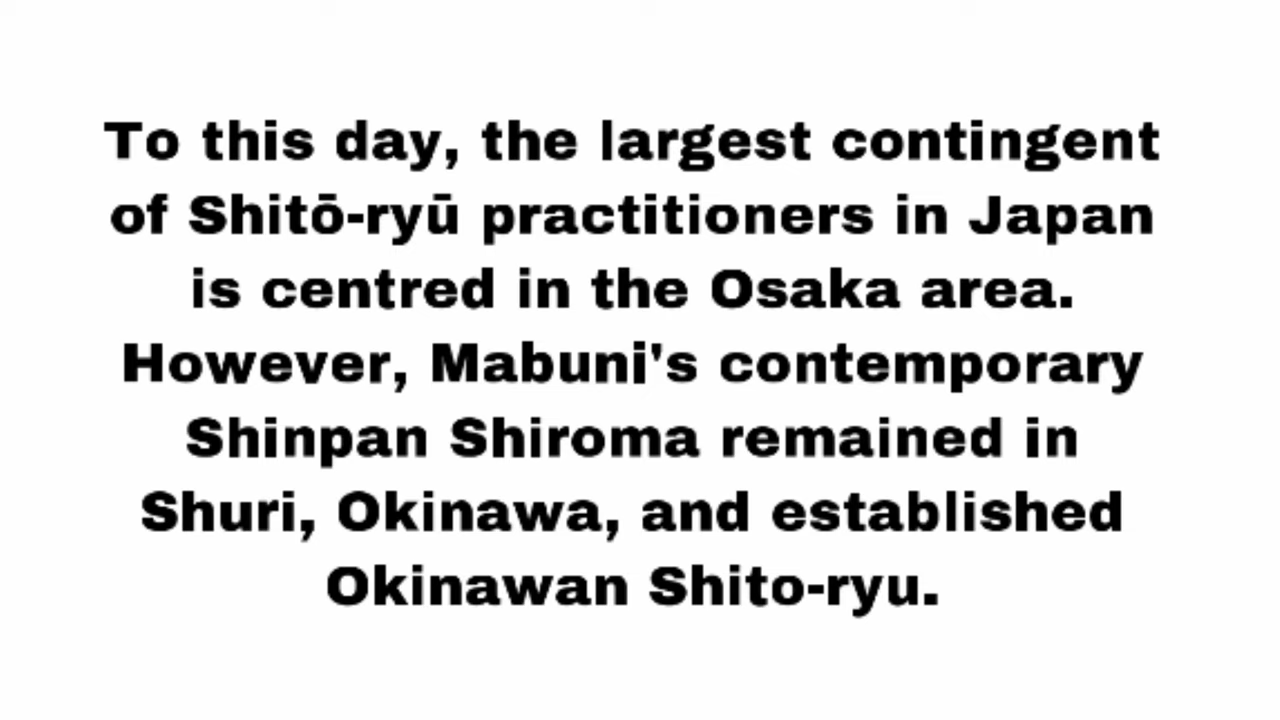 To this day, the largest contingent
of Shitō-ryū practitioners in Japan
is centred in the Osaka area.
However, Mabuni's contemporary
Shinpan Shiroma remained in
Shuri, Okinawa, and established
Okinawan Shito-ryu.